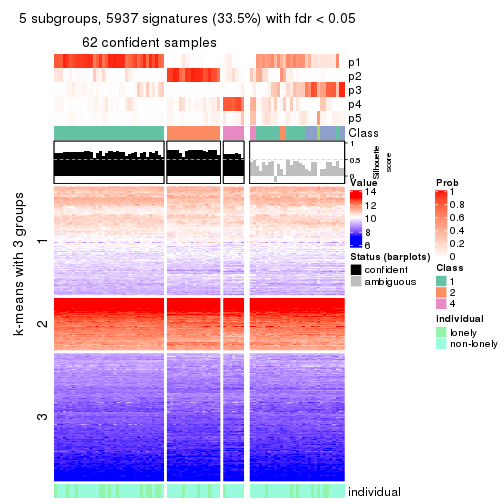 5 subgroups, 5937 signatures (33.5%) with fdr < 0.05
62 confident samples
p1
p2
p3
p4
p5
Class
1
0.5
0
Silhouette
score
k-means with 3 groups
1
2
3
individual
Value
14
12
10
8
6
Status (barplots)
confident
ambiguous
Prob
1
0.8
0.6
0.4
0.2
0
Class
1
2
4
individual
lonely
non-lonely